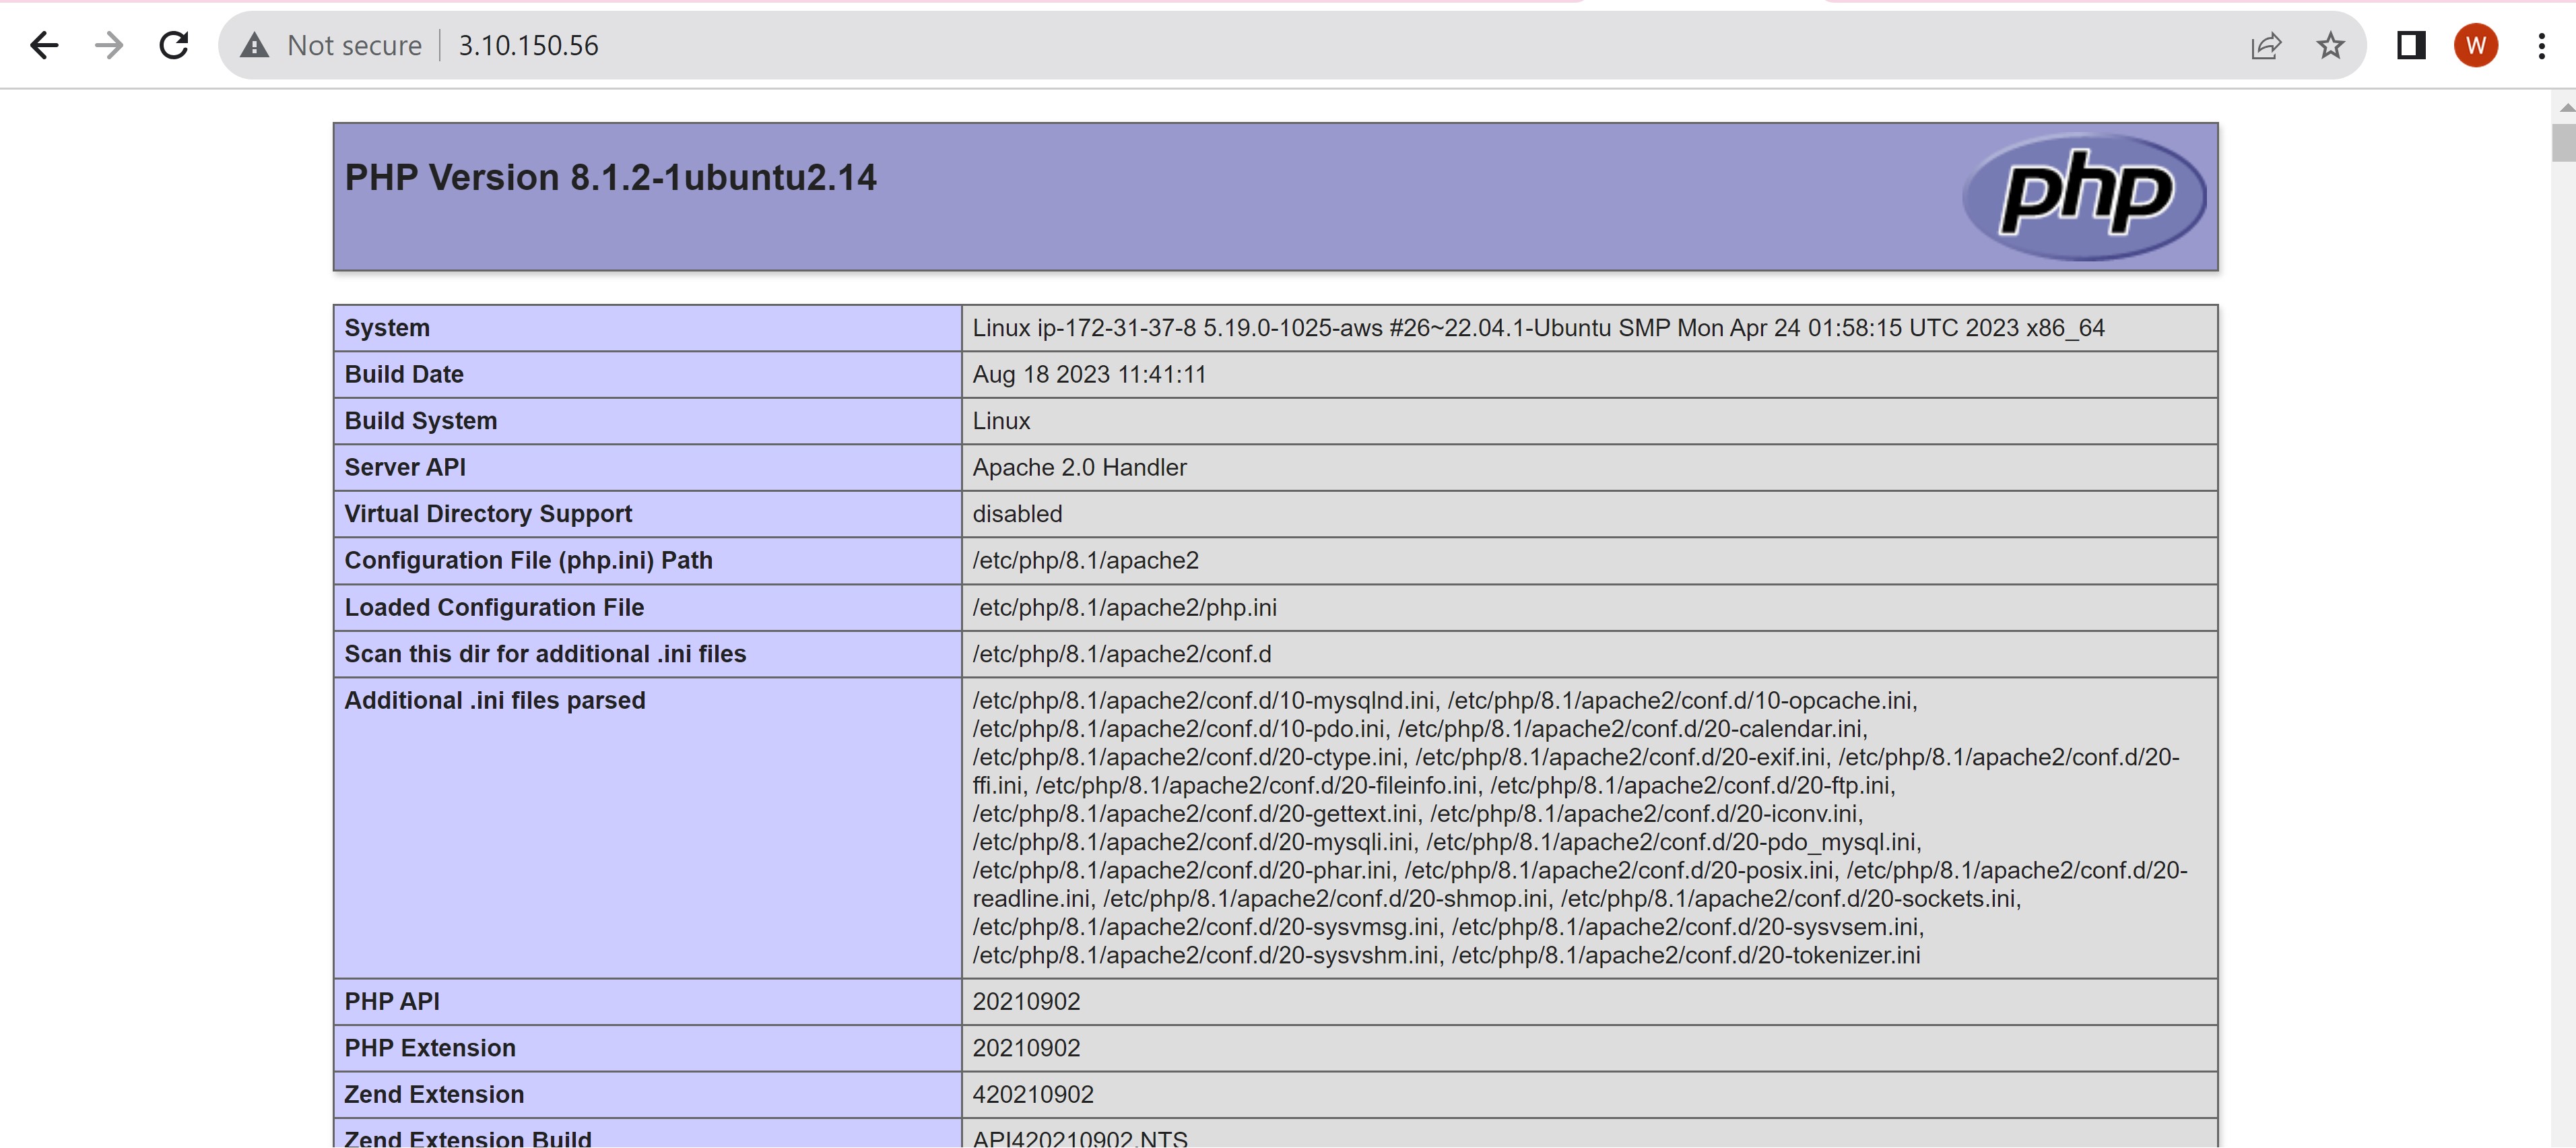 Not secure 3.10.150.56
W
PHP Version 8.1.2-1ubuntu2.14
php
System Linux ip-172-31-37-8 5.19.0-1025-aws #26~22.04.1-Ubuntu SMP Mon Apr 24 01:58:15 UTC 2023 x86_64
Build Date Aug 18 2023 11:41:11
Build System Linux
Server API Apache 2.0 Handler
Virtual Directory Support disabled
Configuration File (php.ini) Path /etc/php/8.1/apache2
Loaded Configuration File /etc/php/8.1/apache2/php.ini
Scan this dir for additional .ini files /etc/php/8.1/apache2/conf.d
Additional .ini files parsed /etc/php/8.1/apache2/conf.d/10-mysqlnd.ini, /etc/php/8.1/apache2/conf.d/10-opcache.ini,
/etc/php/8.1/apache2/conf.d/10-pdo.ini, /etc/php/8.1/apache2/conf.d/20-calendar.ini,
/etc/php/8.1/apache2/conf.d/20-ctype.ini, /etc/php/8.1/apache2/conf.d/20-exif.ini, /etc/php/8.1/apache2/conf.d/20-
ffi.ini, /etc/php/8.1/apache2/conf.d/20-fileinfo.ini, /etc/php/8.1/apache2/conf.d/20-ftp.ini,
/etc/php/8.1/apache2/conf.d/20-gettext.ini, /etc/php/8.1/apache2/conf.d/20-iconv.ini,
/etc/php/8.1/apache2/conf.d/20-mysqli.ini, /etc/php/8.1/apache2/conf.d/20-pdo_mysql.ini,
/etc/php/8.1/apache2/conf.d/20-phar.ini, /etc/php/8.1/apache2/conf.d/20-posix.ini, /etc/php/8.1/apache2/conf.d/20-
readline.ini, /etc/php/8.1/apache2/conf.d/20-shmop.ini, /etc/php/8.1/apache2/conf.d/20-sockets.ini,
/etc/php/8.1/apache2/conf.d/20-sysvmsg.ini, /etc/php/8.1/apache2/conf.d/20-sysvsem.ini,
/etc/php/8.1/apache2/conf.d/20-sysvshm.ini, /etc/php/8.1/apache2/conf.d/20-tokenizer.ini
PHP API 20210902
PHP Extension 20210902
Zend Extension 420210902
Zend Extension Build API420210902,NTS